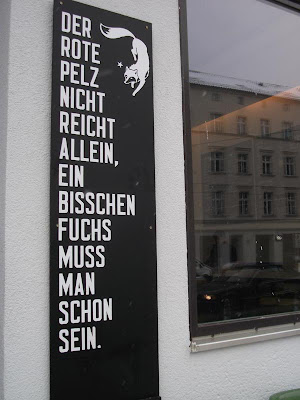 DER
ROTE
PELZ
NICHT
REICHT
ALLEIN,
EIN
BISSCHEN
FUCHS
MUSS
MAN
SCHON
SEIN.